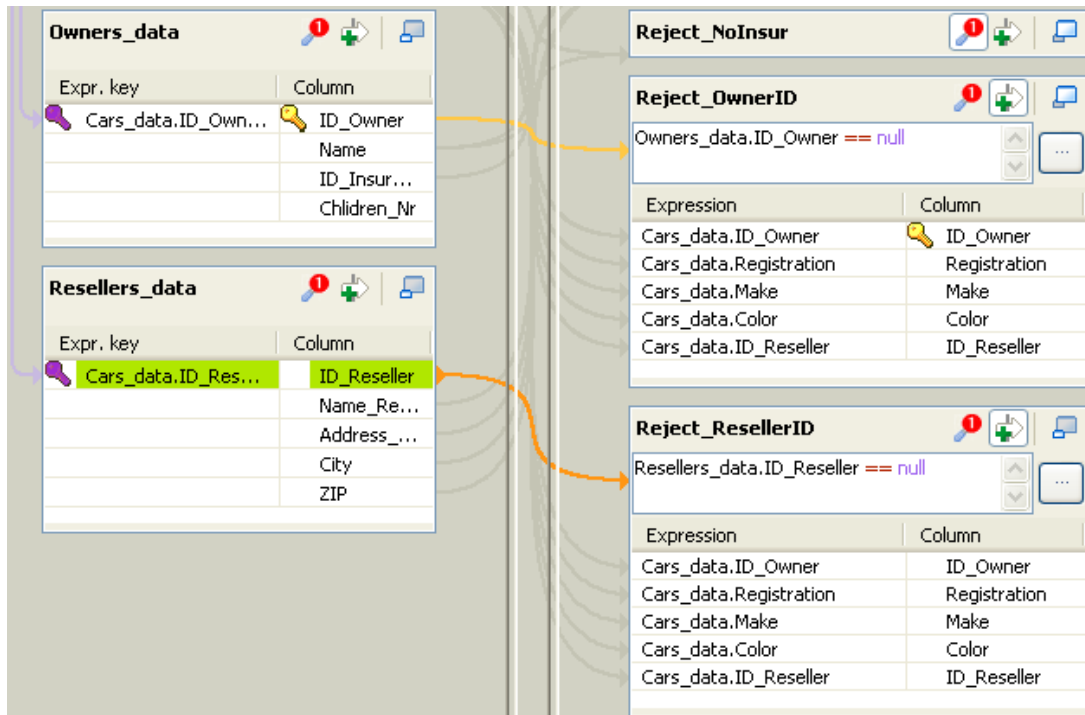 Owners_data
Expr. key Column
Cars_data.ID_Own... ID_Owner
Name
ID_Insur...
Chlidren_Nr
Resellers_data
Expr. key Column
Cars_data.ID_Res... ID_Reseller
Name_Re...
Address_...
City
ZIP
Reject_NoInsur
Reject_OwnerID
Owners_data.ID_Owner == null
...
Expression Column
Cars_data.ID_Owner ID_Owner
Cars_data.Registration Registration
Cars_data.Make Make
Cars_data.Color Color
Cars_data.ID_Reseller ID_Reseller
Reject_ResellerID
Resellers_data.ID_Reseller == null
...
Expression Column
Cars_data.ID_Owner ID_Owner
Cars_data.Registration Registration
Cars_data.Make Make
Cars_data.Color Color
Cars_data.ID_Reseller ID_Reseller